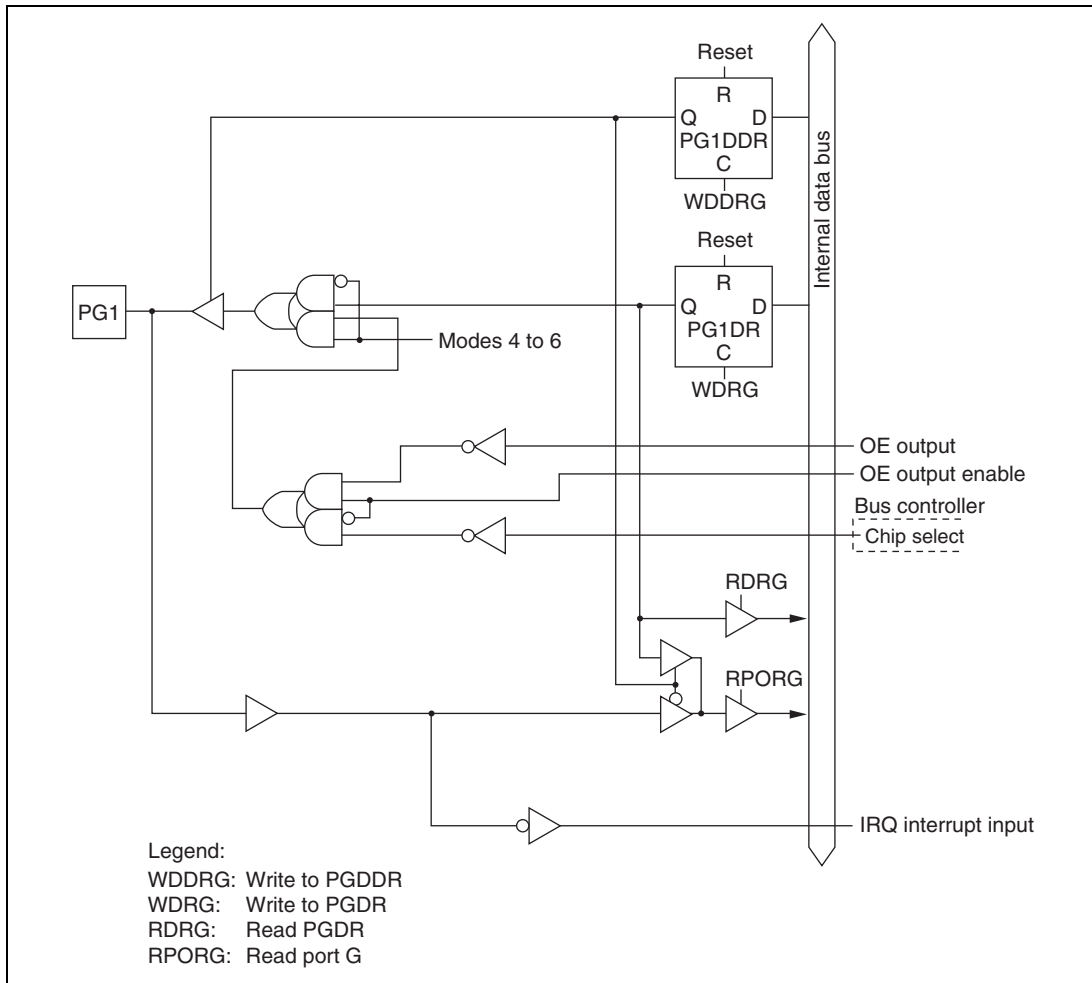 Reset
R
Q D
PG1DDR
C
WDDRG
Internal data bus
Reset
R
PG1
Q D
PG1DR
C
Modes 4 to 6
WDRG
OE output
OE output enable
Bus controller
Chip select
RDRG
RPORG
IRQ interrupt input
Legend:
WDDRG: Write to PGDDR
WDRG: Write to PGDR
RDRG: Read PGDR
RPORG: Read port G